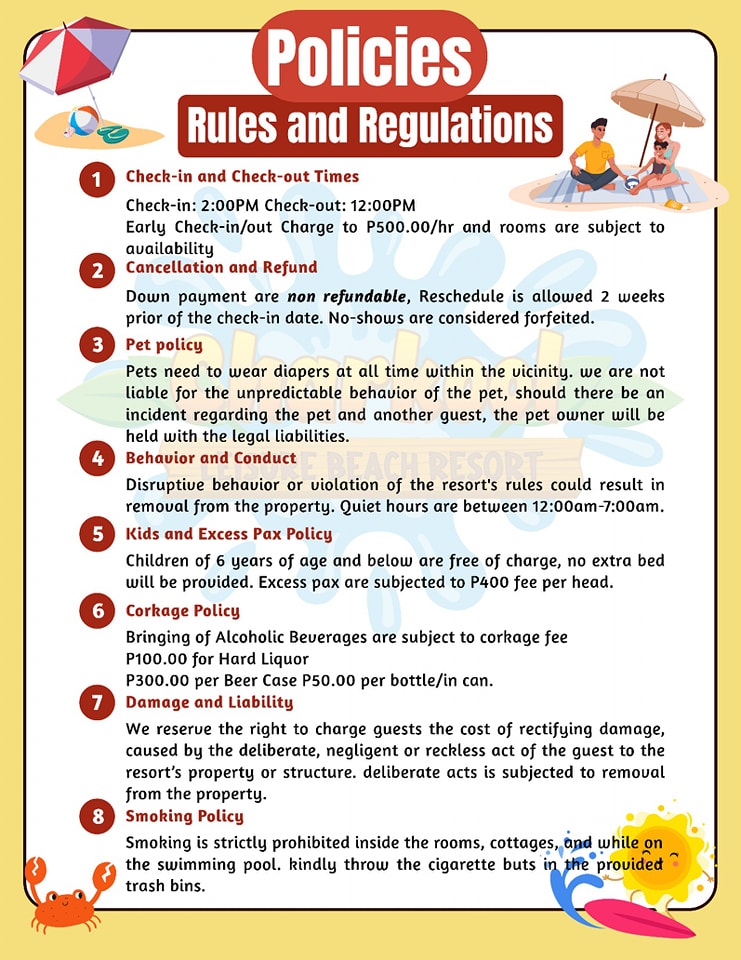 Policies
Rules and Regulations
1 Check-in and Check-out Times
Check-in: 2:00PM Check-out: 12:00PM
Early Check-in/out Charge to P500.00/hr and rooms are subject to
availability
2 Cancellation and Refund
Down payment are non refundable, Reschedule is allowed 2 weeks
prior of the check-in date. No-shows are considered forfeited.
3 Pet policy
Pets need to wear diapers at all time within the vicinity. we are not
liable for the unpredictable behavior of the pet, should there be an
incident regarding the pet and another guest, the pet owner will be
held with the legal liabilities.
4 Behavior and Conduct
LEISURE BEACH RESORT
Disruptive behavior or violation of the resort's rules could result in
removal from the property. Quiet hours are between 12:00am-7:00am.
5 Kids and Excess Pax Policy
Children of 6 years of age and below are free of charge, no extra bed
will be provided. Excess pax are subjected to P400 fee per head.
6 Corkage Policy
Bringing of Alcoholic Beverages are subject to corkage fee
P100.00 for Hard Liquor
P300.00 per Beer Case P50.00 per bottle/in can.
7 Damage and Liability
We reserve the right to charge guests the cost of rectifying damage,
caused by the deliberate, negligent or reckless act of the guest to the
resort's property or structure. deliberate acts is subjected to removal
from the property.
8 Smoking Policy
Smoking is strictly prohibited inside the rooms, cottages, and while on
the swimming pool. kindly throw the cigarette buts in the provided
trash bins.